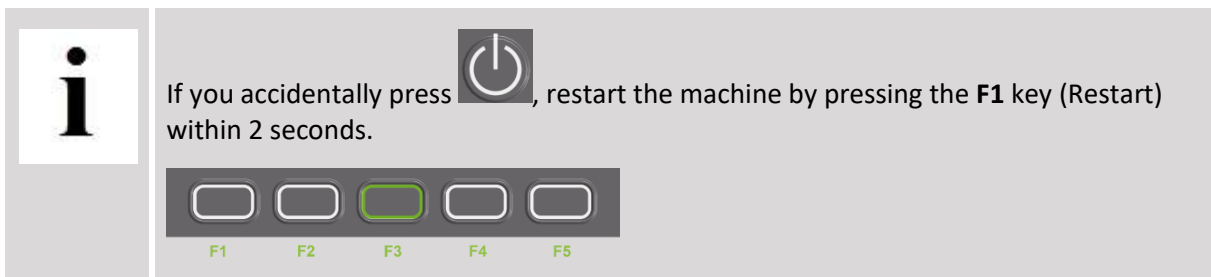 i
If you accidentally press , restart the machine by pressing the F1 key (Restart)
within 2 seconds.
F1 F2 F3 F4 F5